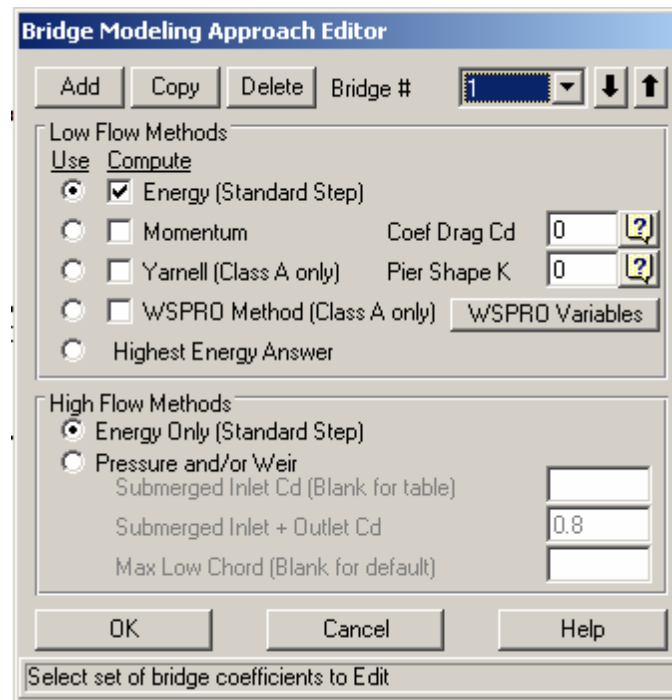 Bridge Modeling Approach Editor
Add Copy Delete Bridge # 1
Low Flow Methods
Use Compute
Energy (Standard Step)
Momentum Coef Drag Cd 0
Yarnell (Class A only) Pier Shape K 0
WSPRO Method (Class A only) WSPRO Variables
Highest Energy Answer
High Flow Methods
Energy Only (Standard Step)
Pressure and/or Weir
Submerged Inlet Cd (Blank for table)
Submerged Inlet + Outlet Cd 0.8
Max Low Chord (Blank for default)
OK Cancel Help
Select set of bridge coefficients to Edit